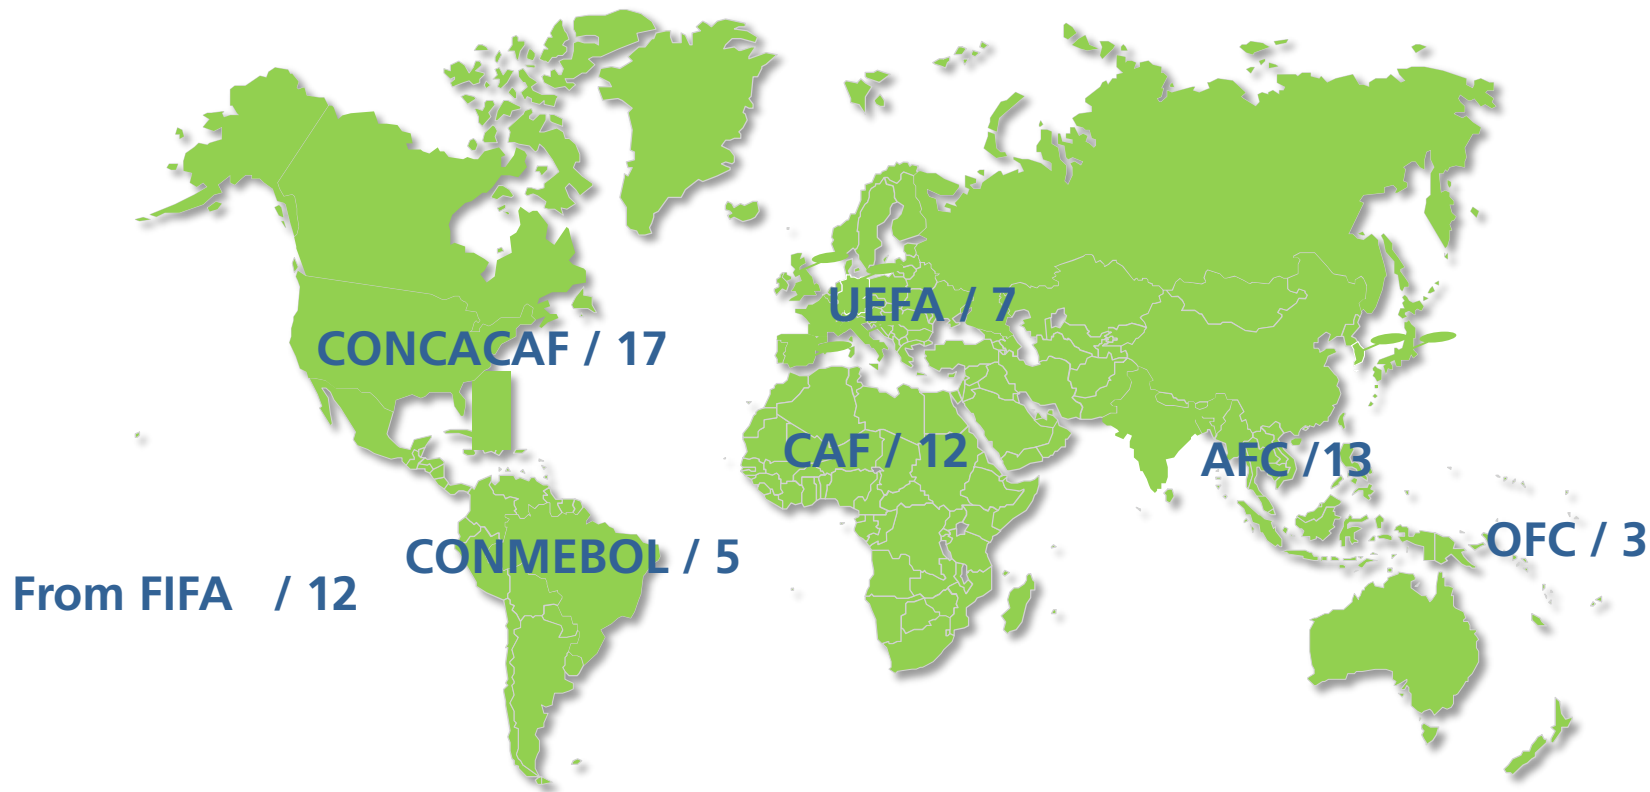 UEFA / 7
CONCACAF / 17
CAF / 12
AFC /13
OFC / 3
CONMEBOL / 5
From FIFA / 12